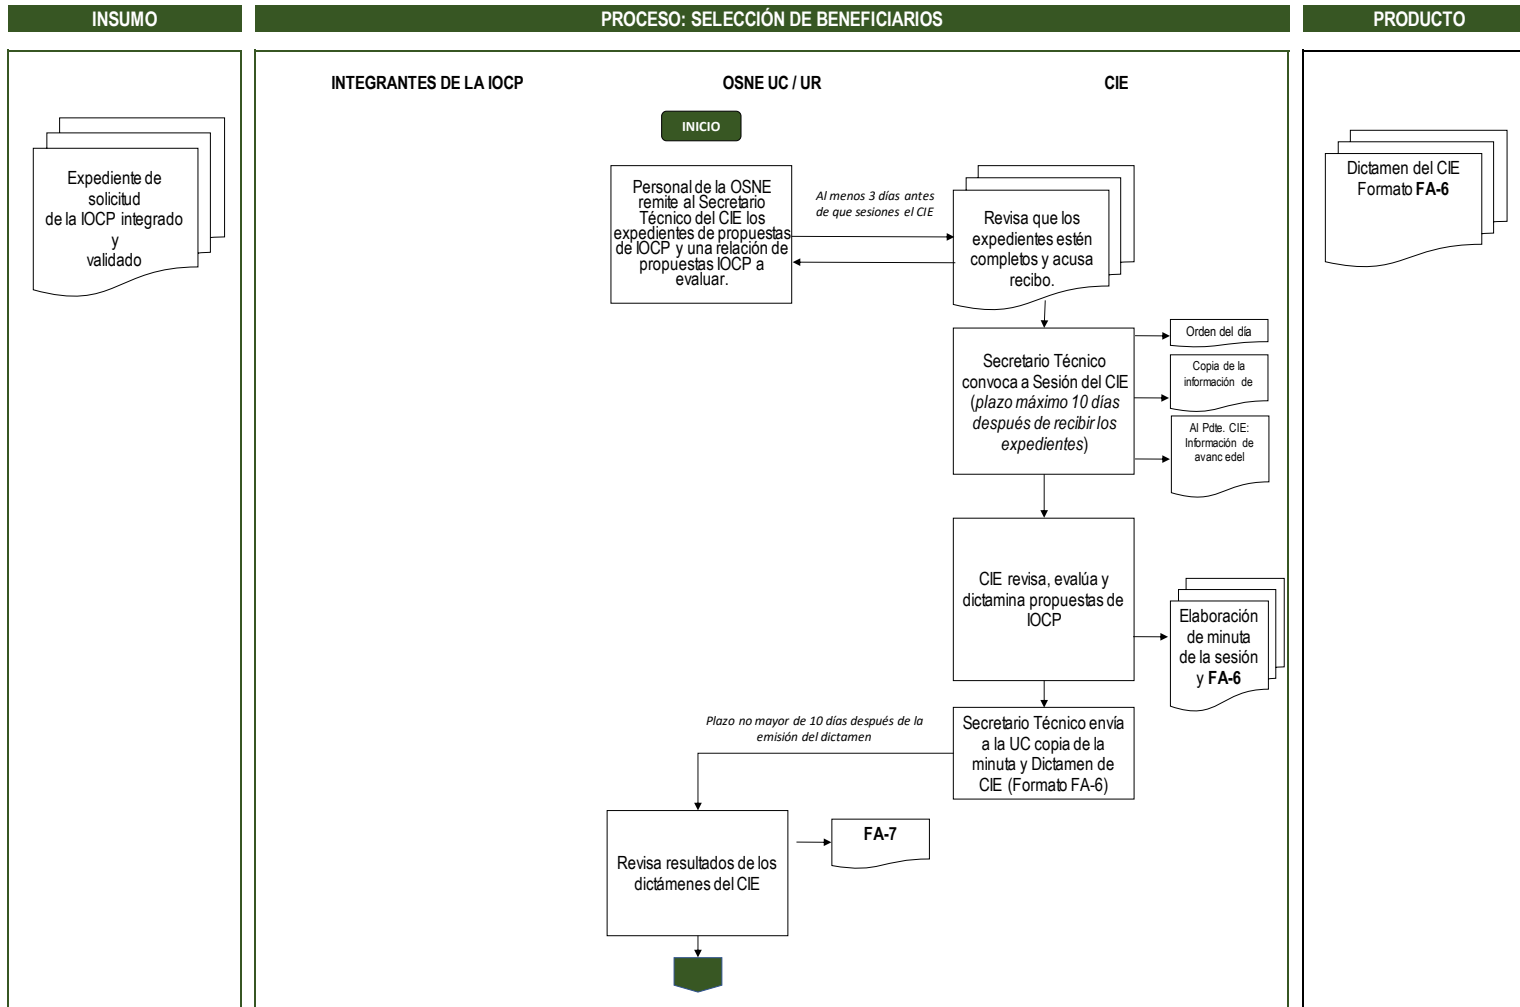 INSUMO
PROCESO: SELECCIÓN DE BENEFICIARIOS
PRODUCTO
INTEGRANTES DE LA IOCP
OSNE UC / UR
CIE
INICIO
Expediente de
solicitud
de la IOCP integrado
y
validado
Personal de la OSNE
remite al Secretario
Técnico del CIE los
expedientes de propuestas
de IOCP y una relación de
propuestas IOCP a
evaluar.
Al menos 3 días antes
de que sesiones el CIE
Revisa que los
expedientes estén
completos y acusa
recibo.
Dictamen del CIE
Formato FA-6
Secretario Técnico
convoca a Sesión del CIE
(plazo máximo 10 días
después de recibir los
expedientes)
Orden del día
Copia de la
información de
Al Pdte. CIE:
Información de
avanc edel
CIE revisa, evalúa y
dictamina propuestas de
IOCP
Elaboración
de minuta
de la sesión
y FA-6
Plazo no mayor de 10 días después de la
emisión del dictamen
Secretario Técnico envía
a la UC copia de la
minuta y Dictamen de
CIE (Formato FA-6)
Revisa resultados de los
dictámenes del CIE
FA-7